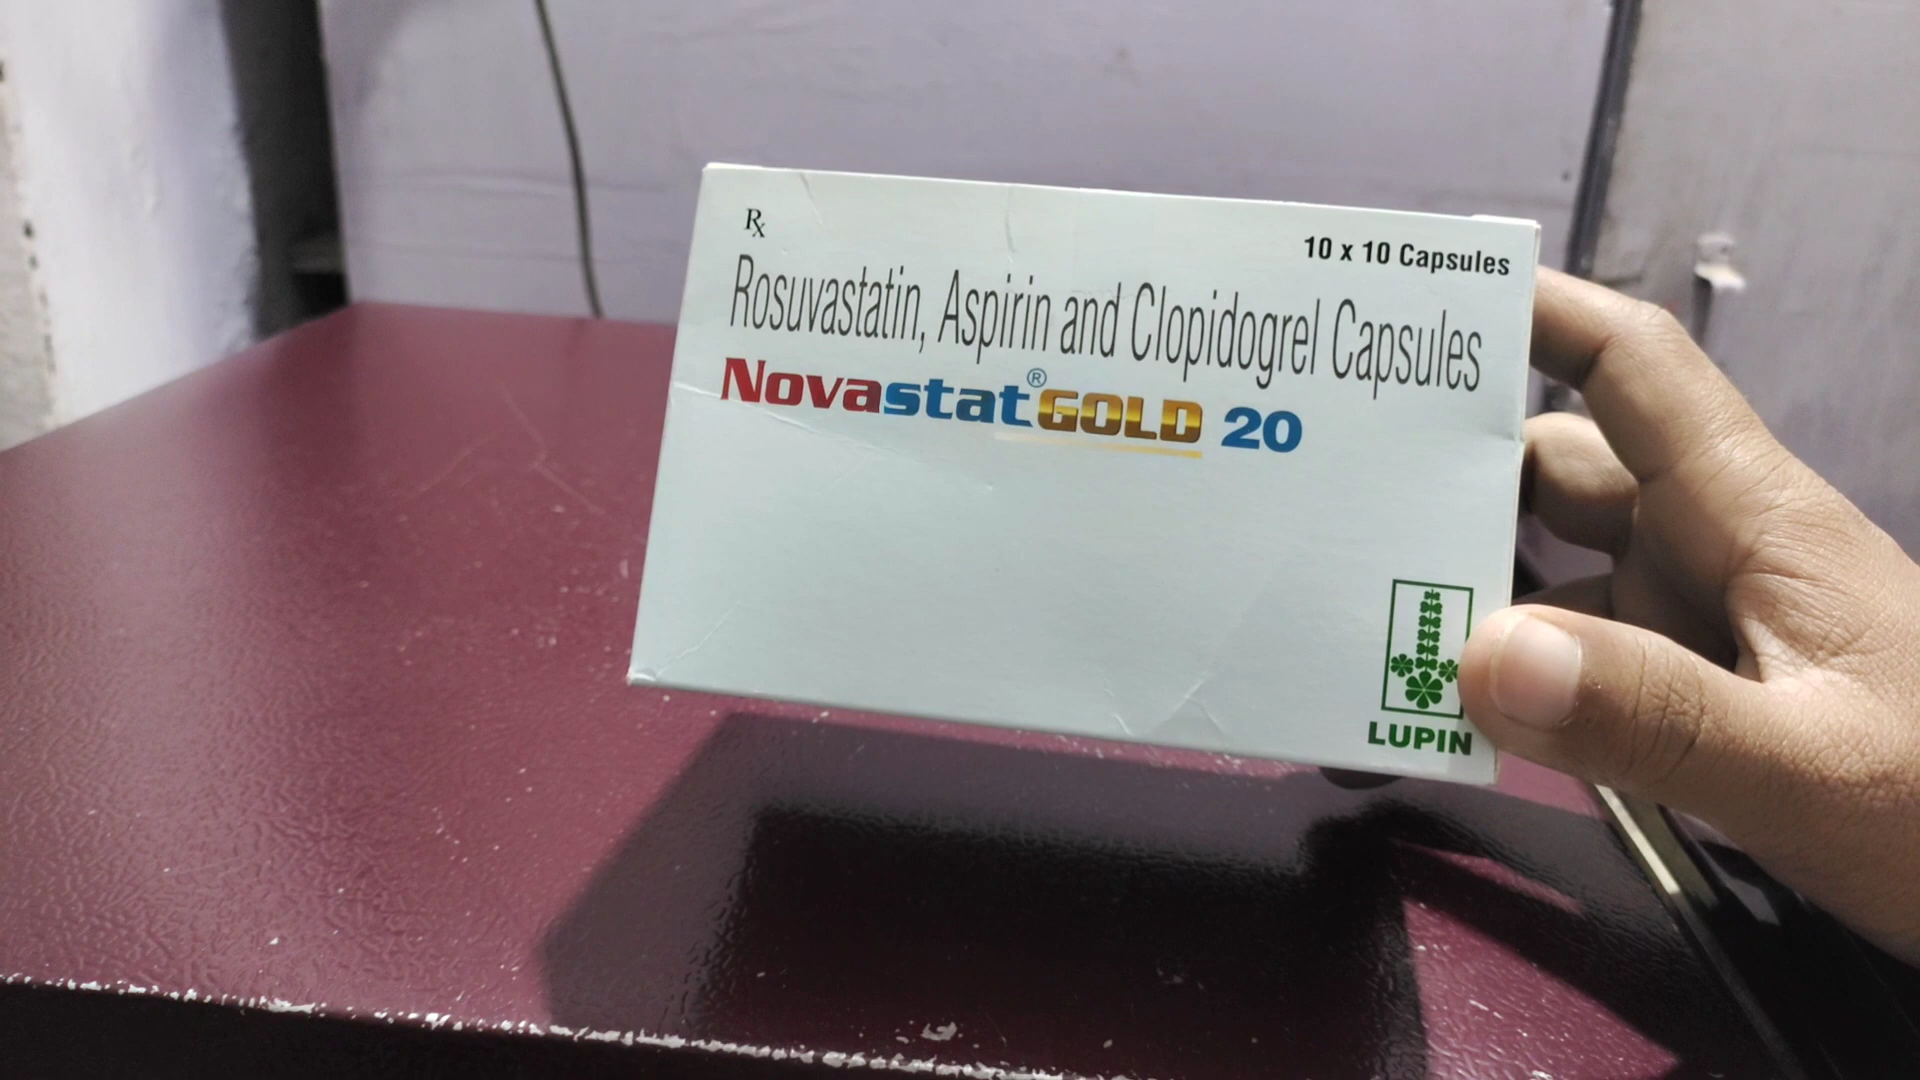 Rx
10 x 10 Capsules
Rosuvastatin, Aspirin and Clopidogrel Capsules
Novastat® GOLD 20
LUPIN